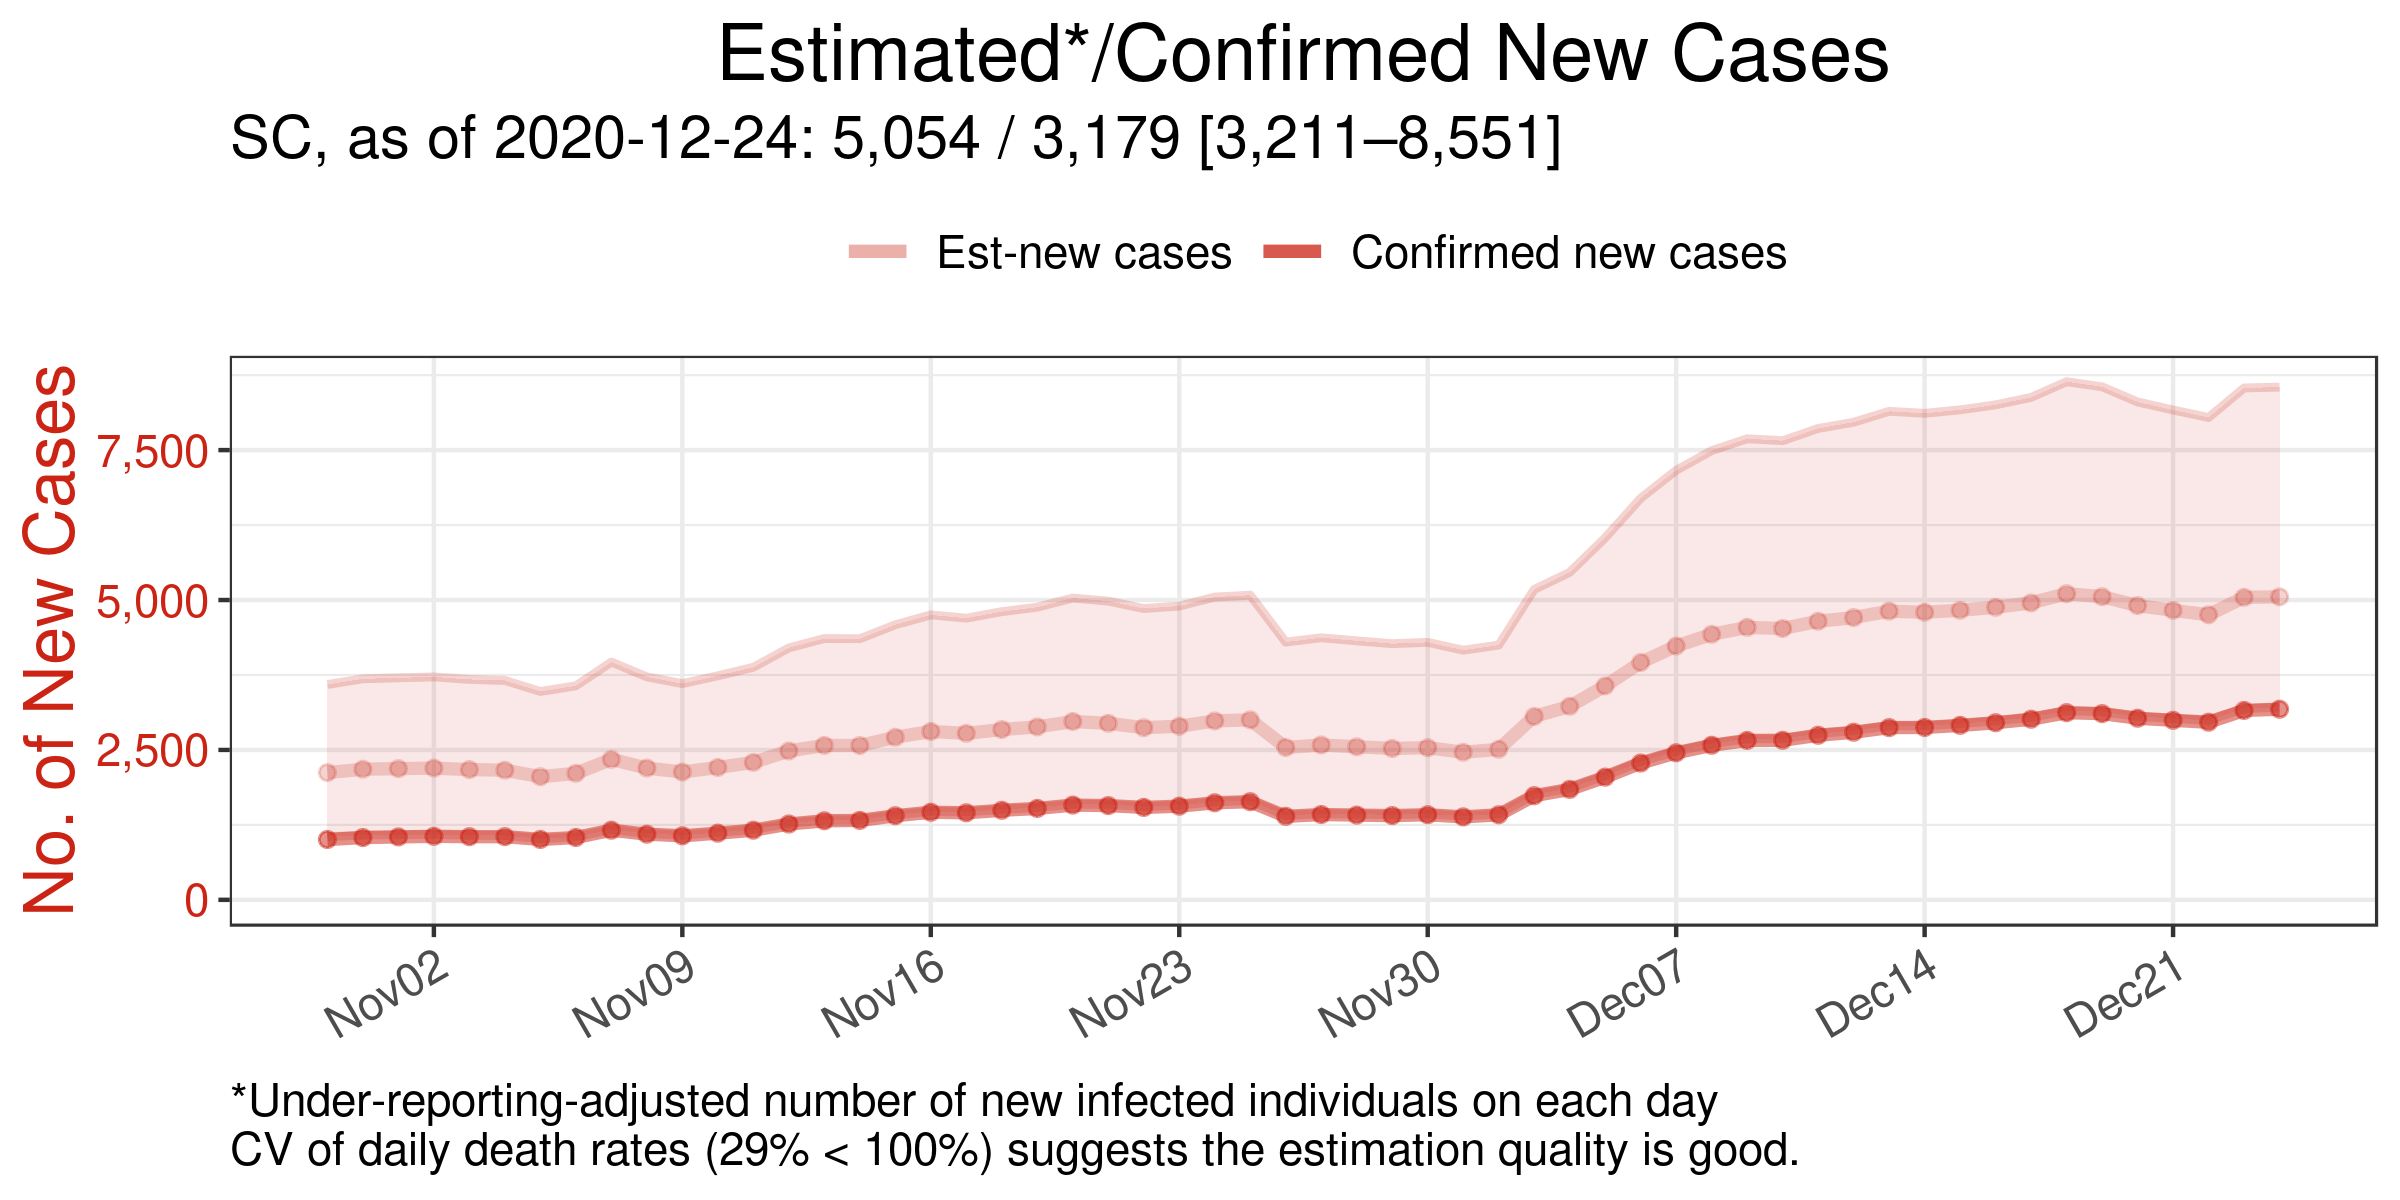 Estimated*/Confirmed New Cases
SC, as of 2020-12-24: 5,054 / 3,179 [3,211–8,551]
Est-new cases
Confirmed new cases
No. of New Cases
7,500
5,000
2,500
0
Nov02
Nov09
Nov16
Nov23
Nov30
Dec07
Dec14
Dec21
*Under-reporting-adjusted number of new infected individuals on each day
CV of daily death rates (29% < 100%) suggests the estimation quality is good.